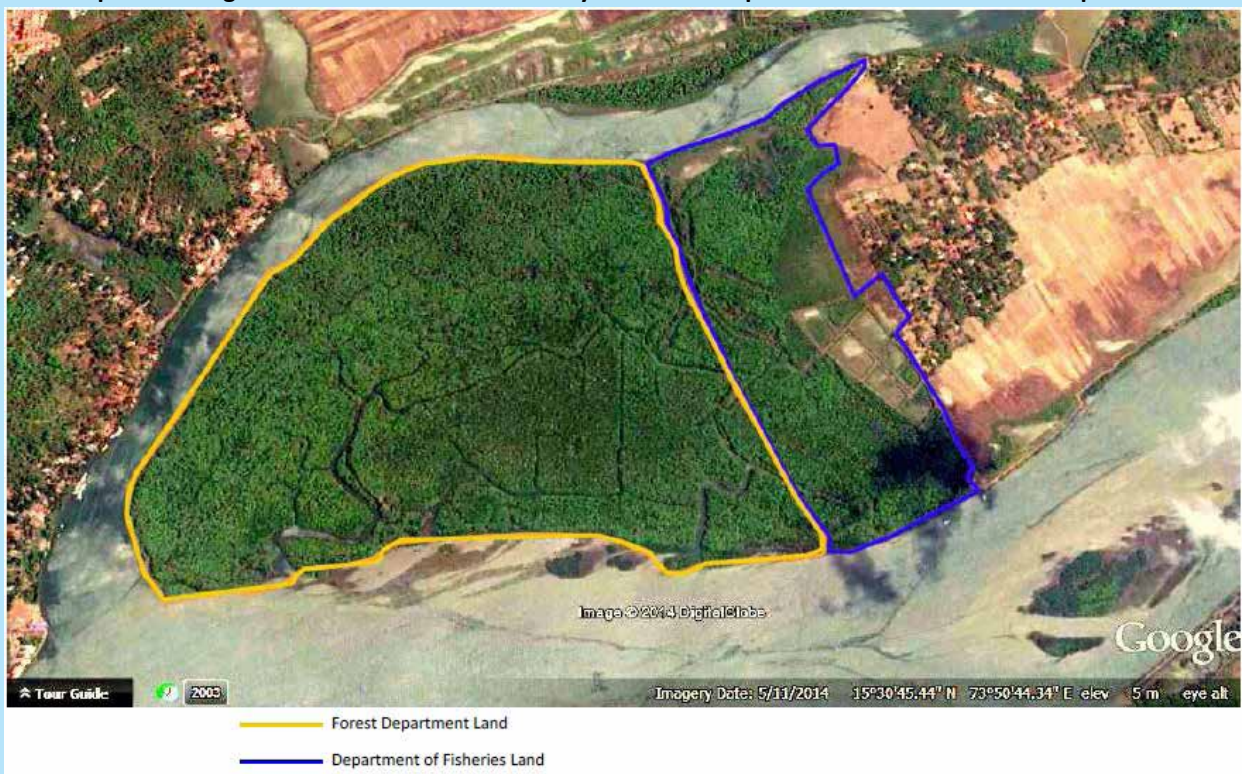 Image © 2014 DigitalGlobe
Google
Tour Guide
2003
Imagery Date: 5/11/2014 15°30'45.44" N 73°50'44.34" E elev 5 m eye alt
Forest Department Land
Department of Fisheries Land